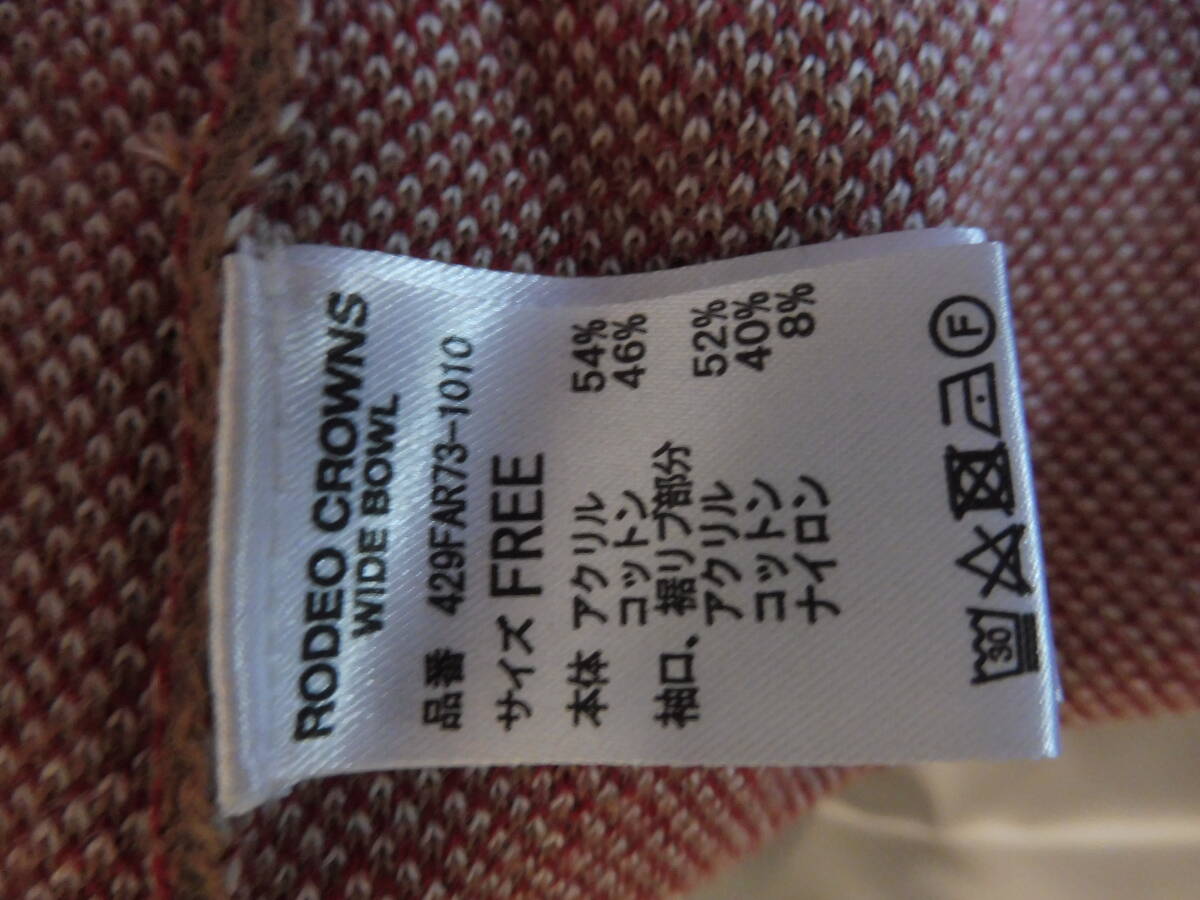 RODEO CROWNS
WIDE BOWL
品番 429FAR73-1010
サイズ FREE
本体 アクリル 54%
コットン 46%
袖口、裾リブ部分
アクリル 52%
コットン 40%
ナイロン 8%
30
F